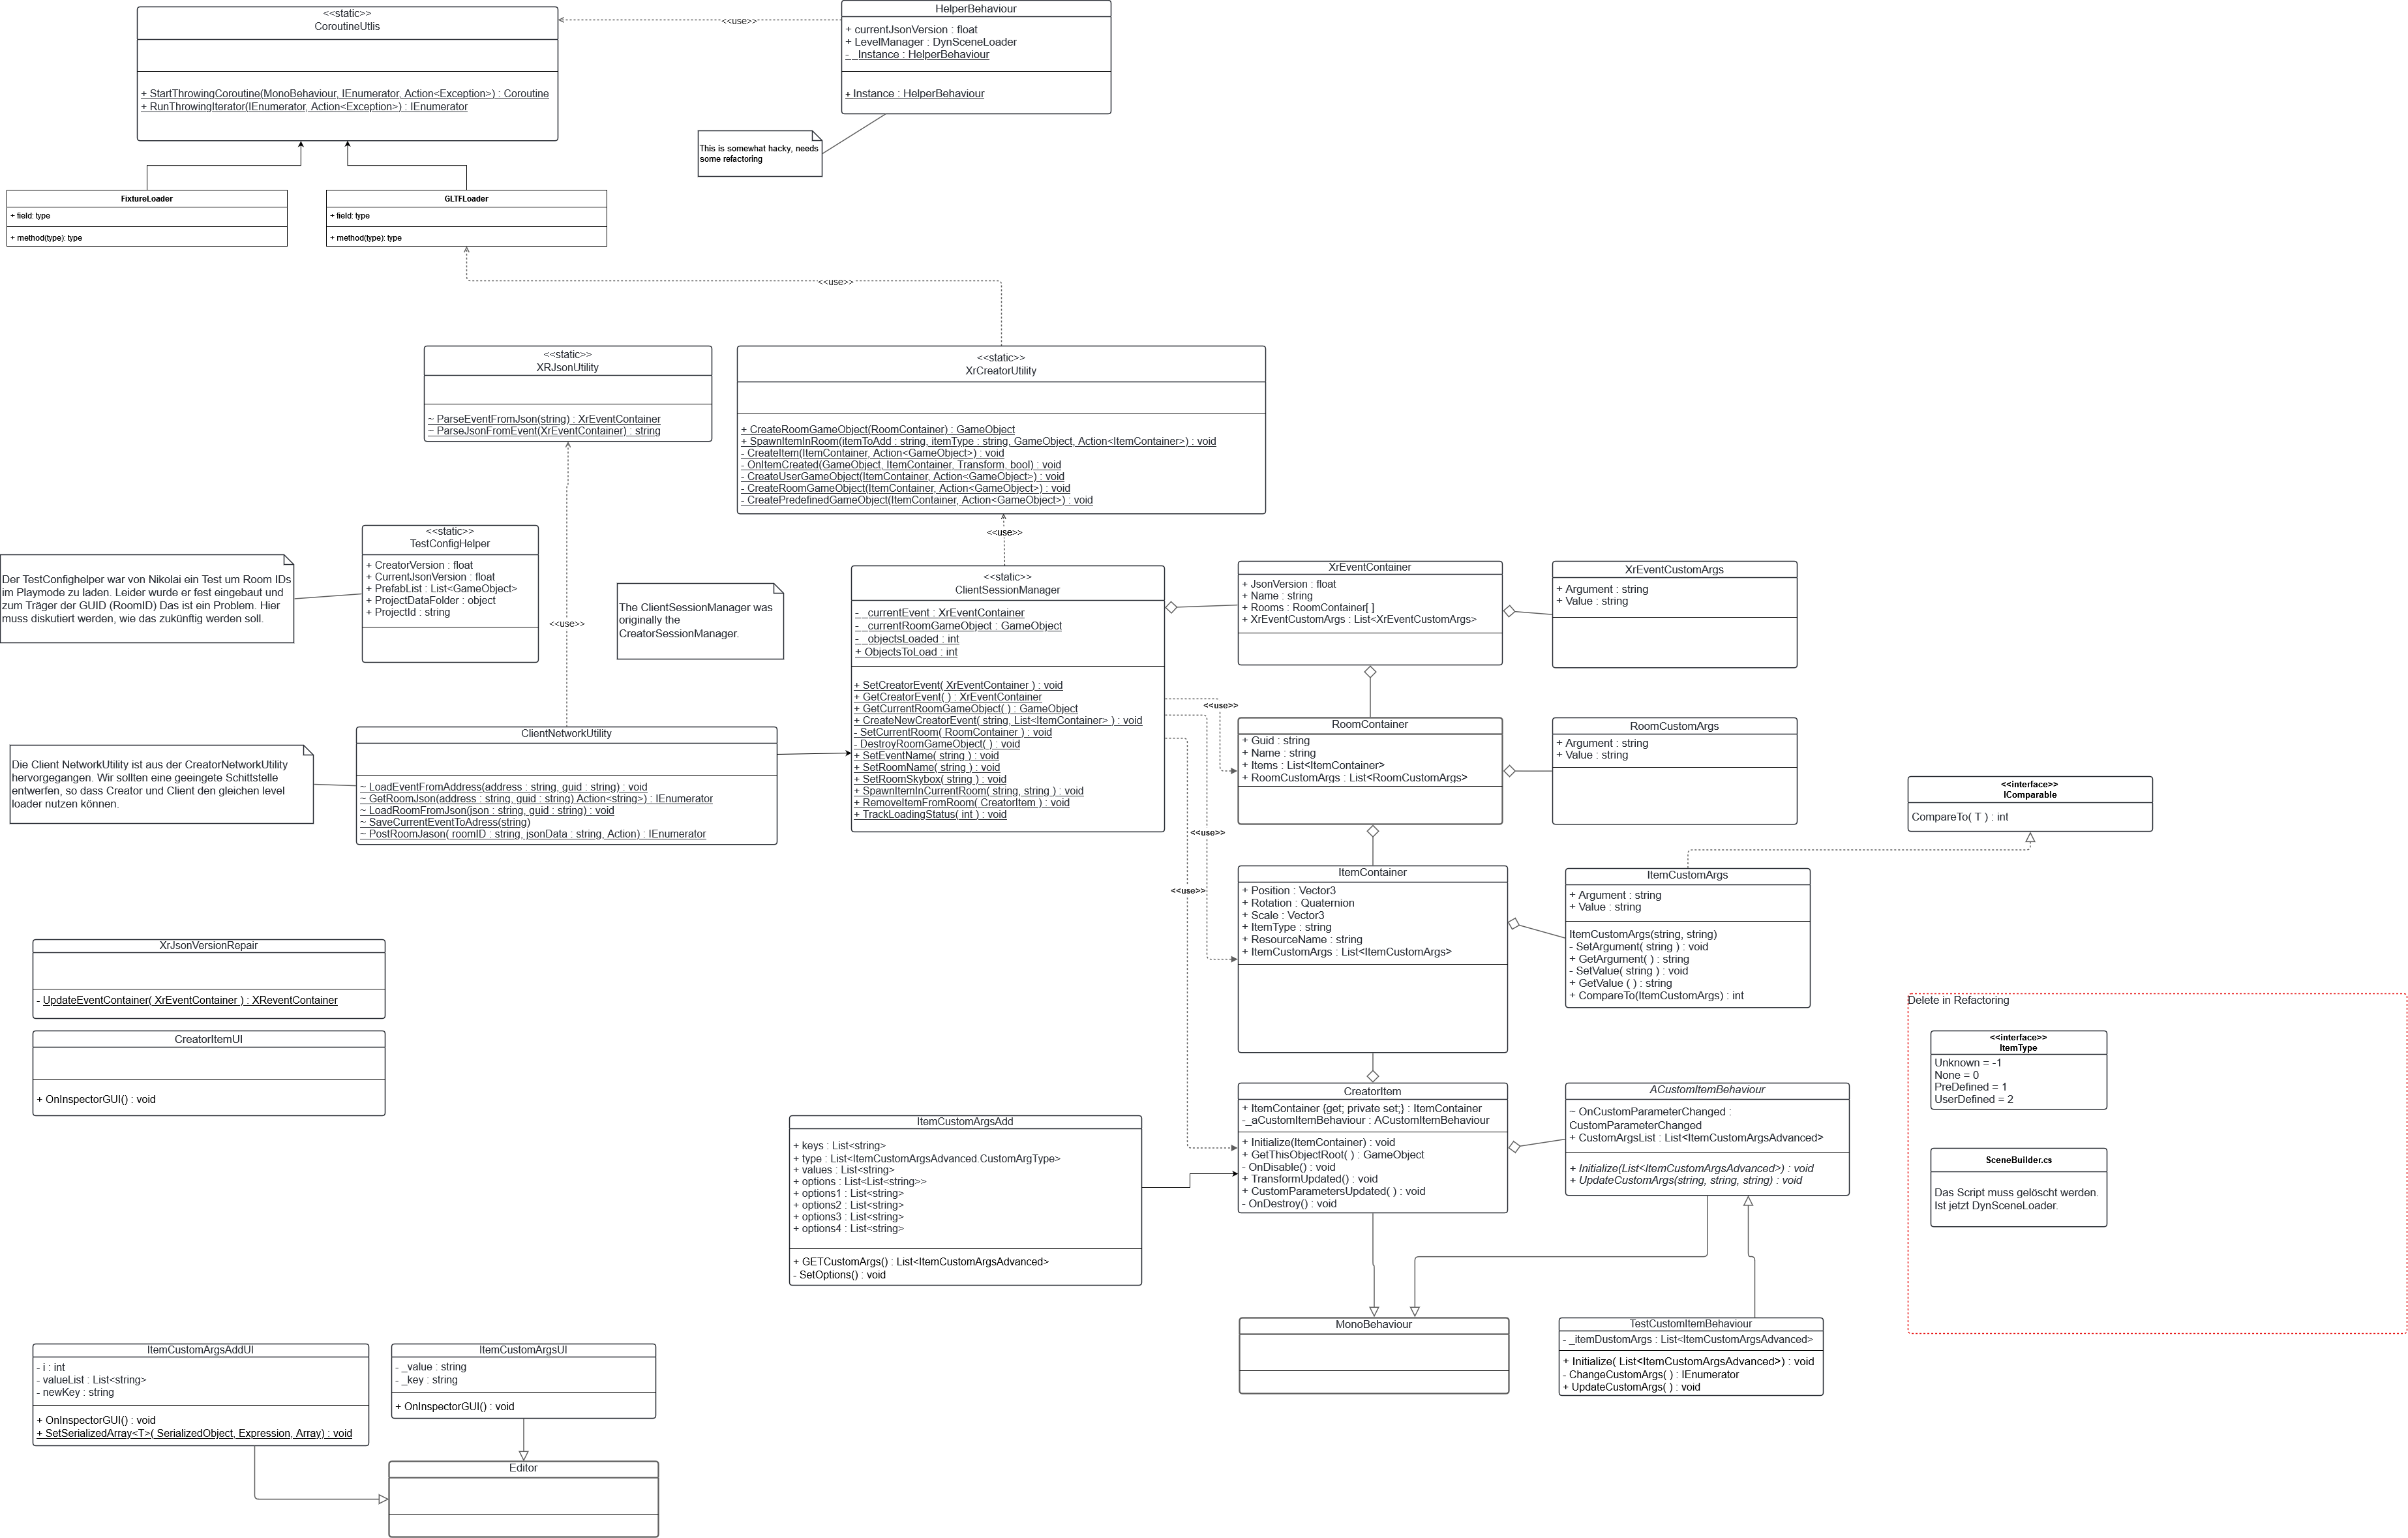 <<static>>
CoroutineUtlis
+ StartThrowingCoroutine(MonoBehaviour, IEnumerator, Action<Exception>) : Coroutine
+ RunThrowingIterator(IEnumerator, Action<Exception>) : IEnumerator
<<use>>
HelperBehaviour
+ currentJsonVersion : float
+ LevelManager : DynSceneLoader
- _Instance : HelperBehaviour
+ Instance : HelperBehaviour
This is somewhat hacky, needs
some refactoring
FixtureLoader
+ field: type
+ method(type): type
GLTFLoader
+ field: type
+ method(type): type
<<use>>
<<static>>
XRJsonUtility
~ ParseEventFromJson(string) : XrEventContainer
~ ParseJsonFromEvent(XrEventContainer) : string
<<static>>
XrCreatorUtility
+ CreateRoomGameObject(RoomContainer) : GameObject
+ SpawnItemInRoom(itemToAdd : string, itemType : string, GameObject, Action<ItemContainer>) : void
- CreateItem(ItemContainer, Action<GameObject>) : void
- OnItemCreated(GameObject, ItemContainer, Transform, bool) : void
- CreateUserGameObject(ItemContainer, Action<GameObject>) : void
- CreateRoomGameObject(ItemContainer, Action<GameObject>) : void
- CreatePredefinedGameObject(ItemContainer, Action<GameObject>) : void
<<use>>
Der TestConfighelper war von Nikolai ein Test um Room IDs
im Playmode zu laden. Leider wurde er fest eingebaut und
zum Träger der GUID (RoomID) Das ist ein Problem. Hier
muss diskutiert werden, wie das zukünftig werden soll.
<<static>>
TestConfigHelper
+ CreatorVersion : float
+ CurrentJsonVersion : float
+ PrefabList : List<GameObject>
+ ProjectDataFolder : object
+ ProjectId : string
<<use>>
The ClientSessionManager was
originally the
CreatorSessionManager.
<<static>>
ClientSessionManager
- _currentEvent : XrEventContainer
- _currentRoomGameObject : GameObject
- _objectsLoaded : int
+ ObjectsToLoad : int
+ SetCreatorEvent( XrEventContainer ) : void
+ GetCreatorEvent( ) : XrEventContainer
+ GetCurrentRoomGameObject( ) : GameObject
+ CreateNewCreatorEvent( string, List<ItemContainer> ) : void
- SetCurrentRoom( RoomContainer ) : void
- DestroyRoomGameObject( ) : void
+ SetEventName( string ) : void
+ SetRoomName( string ) : void
+ SetRoomSkybox( string ) : void
+ SpawnItemInCurrentRoom( string, string ) : void
+ RemoveItemFromRoom( CreatorItem ) : void
+ TrackLoadingStatus( int ) : void
XrEventContainer
+ JsonVersion : float
+ Name : string
+ Rooms : RoomContainer[ ]
+ XrEventCustomArgs : List<XrEventCustomArgs>
XrEventCustomArgs
+ Argument : string
+ Value : string
<<use>>
<<use>>
<<use>>
RoomContainer
+ Guid : string
+ Name : string
+ Items : List<ItemContainer>
+ RoomCustomArgs : List<RoomCustomArgs>
RoomCustomArgs
+ Argument : string
+ Value : string
Die Client NetworkUtility ist aus der CreatorNetworkUtility
hervorgegangen. Wir sollten eine geeingete Schittstelle
entwerfen, so dass Creator und Client den gleichen level
loader nutzen können.
ClientNetworkUtility
~ LoadEventFromAddress(address : string, guid : string) : void
~ GetRoomJson(address : string, guid : string) Action<string>) : IEnumerator
~ LoadRoomFromJson(json : string, guid : string) : void
~ SaveCurrentEventToAdress(string)
~ PostRoomJason( roomID : string, jsonData : string, Action) : IEnumerator
<<interface>>
IComparable
CompareTo( T ) : int
ItemContainer
+ Position : Vector3
+ Rotation : Quaternion
+ Scale : Vector3
+ ItemType : string
+ ResourceName : string
+ ItemCustomArgs : List<ItemCustomArgs>
ItemCustomArgs
+ Argument : string
+ Value : string
ItemCustomArgs(string, string)
- SetArgument( string ) : void
+ GetArgument( ) : string
- SetValue( string ) : void
+ GetValue ( ) : string
+ CompareTo(ItemCustomArgs) : int
XrJsonVersionRepair
- UpdateEventContainer( XrEventContainer ) : XReventContainer
CreatorItemUI
+ OnInspectorGUI() : void
Delete in Refactoring
<<interface>>
ItemType
Unknown = -1
None = 0
PreDefined = 1
UserDefined = 2
SceneBuilder.cs
Das Script muss gelöscht werden.
Ist jetzt DynSceneLoader.
ItemCustomArgsAdd
+ keys : List<string>
+ type : List<ItemCustomArgsAdvanced.CustomArgType>
+ values : List<string>
+ options : List<List<string>>
+ options1 : List<string>
+ options2 : List<string>
+ options3 : List<string>
+ options4 : List<string>
+ GETCustomArgs() : List<ItemCustomArgsAdvanced>
- SetOptions() : void
CreatorItem
+ ItemContainer {get; private set;} : ItemContainer
-_aCustomItemBehaviour : ACustomItemBehaviour
+ Initialize(ItemContainer) : void
+ GetThisObjectRoot( ) : GameObject
- OnDisable() : void
+ TransformUpdated() : void
+ CustomParametersUpdated( ) : void
- OnDestroy() : void
ACustomItemBehaviour
~ OnCustomParameterChanged :
CustomParameterChanged
+ CustomArgsList : List<ItemCustomArgsAdvanced>
+ Initialize(List<ItemCustomArgsAdvanced>) : void
+ UpdateCustomArgs(string, string, string) : void
MonoBehaviour
TestCustomItemBehaviour
- _itemDustomArgs : List<ItemCustomArgsAdvanced>
+ Initialize( List<ItemCustomArgsAdvanced>) : void
- ChangeCustomArgs( ) : IEnumerator
+ UpdateCustomArgs( ) : void
ItemCustomArgsAddUI
- i : int
- valueList : List<string>
- newKey : string
+ OnInspectorGUI() : void
+ SetSerializedArray<T>( SerializedObject, Expression, Array) : void
ItemCustomArgsUI
- _value : string
- _key : string
+ OnInspectorGUI() : void
Editor